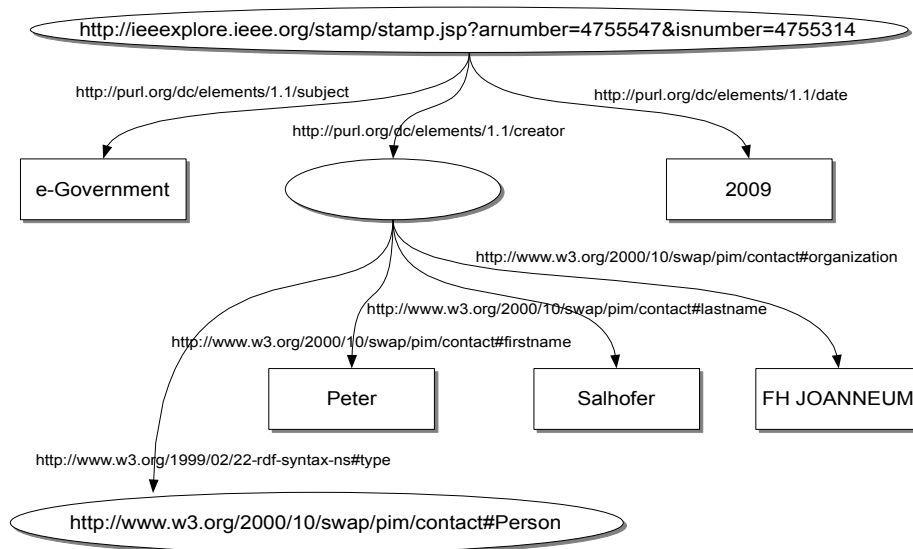 http://ieeexplore.ieee.org/stamp/stamp.jsp?arnumber=4755547&isnumber=4755314
http://purl.org/dc/elements/1.1/subject
http://purl.org/dc/elements/1.1/date
http://purl.org/dc/elements/1.1/creator
e-Government
2009
http://www.w3.org/2000/10/swap/pim/contact#organization
http://www.w3.org/2000/10/swap/pim/contact#lastname
http://www.w3.org/2000/10/swap/pim/contact#firstname
Peter
Salhofer
FH JOANNEUM
http://www.w3.org/1999/02/22-rdf-syntax-ns#type
http://www.w3.org/2000/10/swap/pim/contact#Person